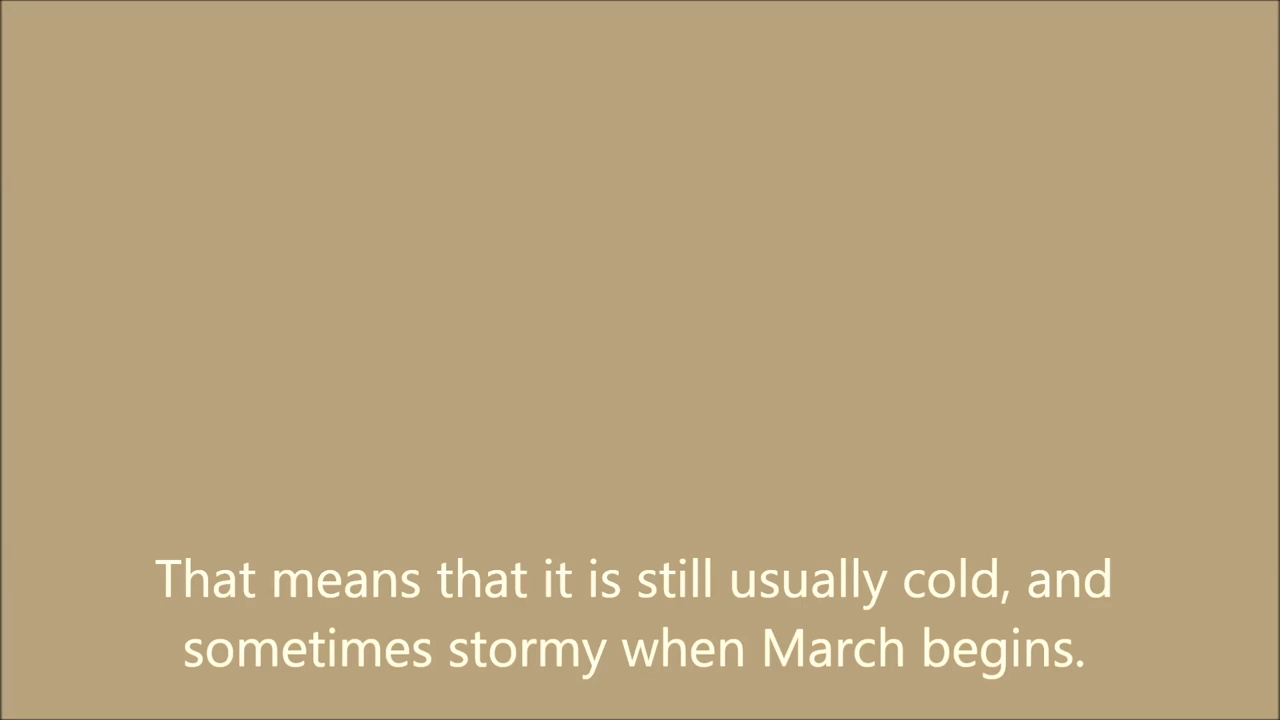 That means that it is still usually cold, and
sometimes stormy when March begins.